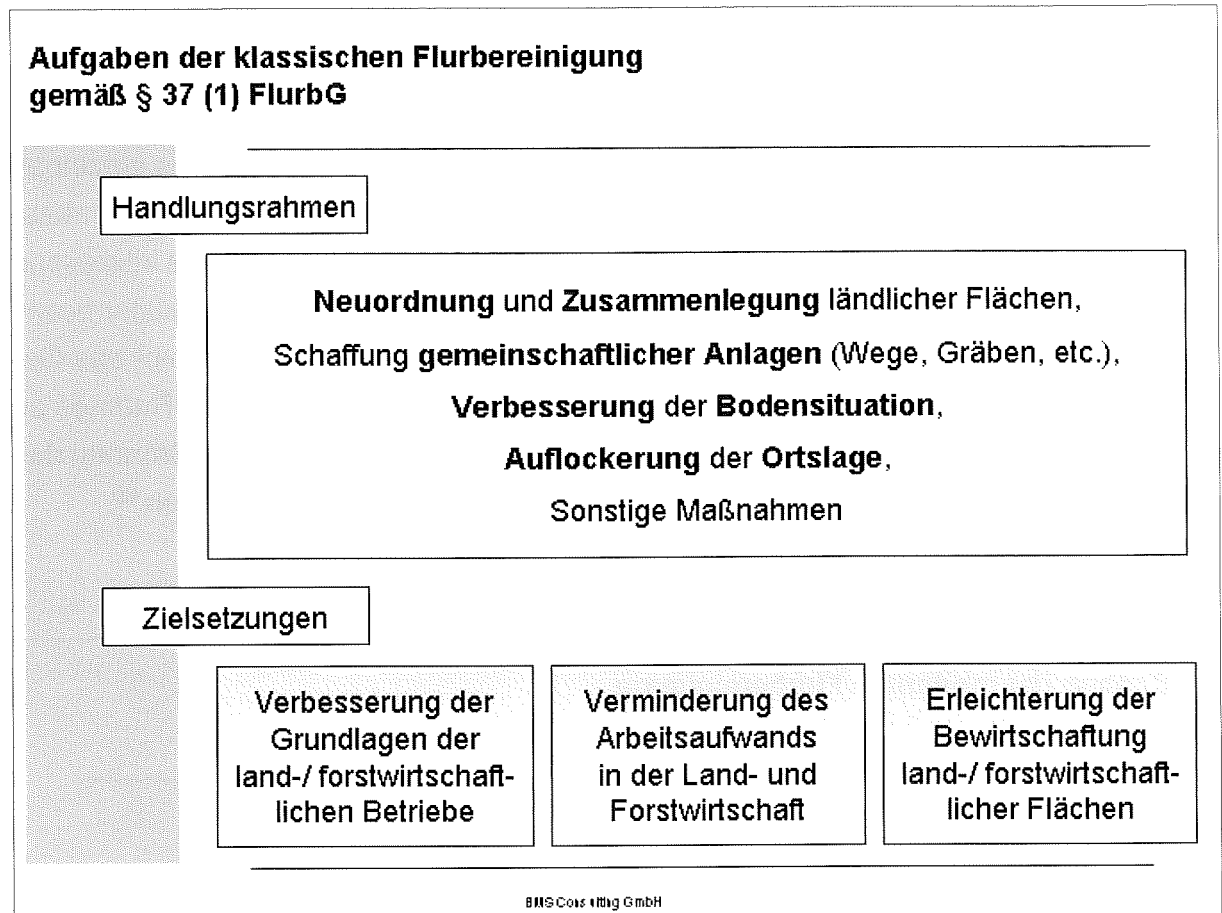 Aufgaben der klassischen Flurbereinigung
gemäß § 37 (1) FlurbG
Handlungsrahmen
Neuordnung und Zusammenlegung ländlicher Flächen,
Schaffung gemeinschaftlicher Anlagen (Wege, Gräben, etc.),
Verbesserung der Bodensituation,
Auflockerung der Ortslage,
Sonstige Maßnahmen
Zielsetzungen
Verbesserung der
Grundlagen der
land-/ forstwirtschaft-
lichen Betriebe
Verminderung des
Arbeitsaufwands
in der Land- und
Forstwirtschaft
Erleichterung der
Bewirtschaftung
land-/ forstwirtschaft-
licher Flächen
BMS Consulting GmbH